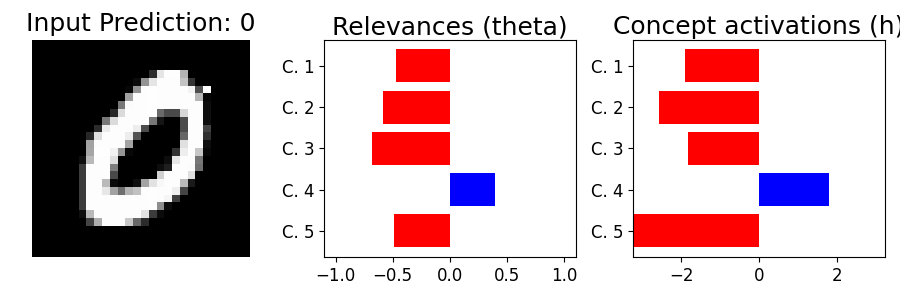 Input Prediction: 0
Relevances (theta)
C. 1
C. 2
C. 3
C. 4
C. 5
−1.0 −0.5 0.0 0.5 1.0
Concept activations (h)
C. 1
C. 2
C. 3
C. 4
C. 5
−2 0 2